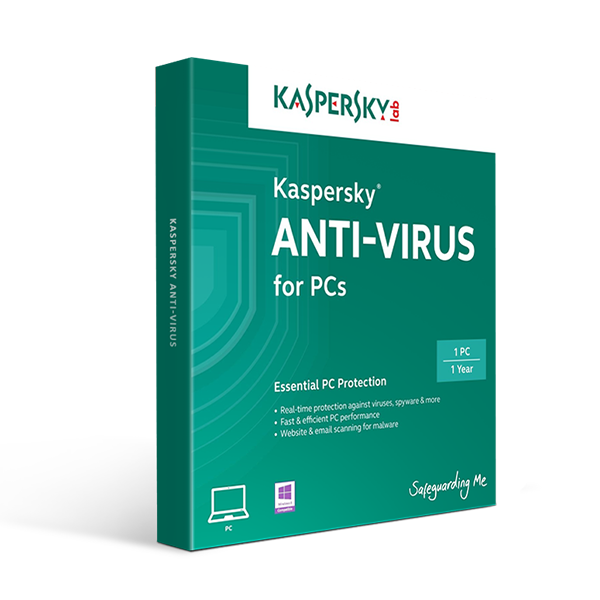 KASPERSKY lab
Kaspersky®
ANTI-VIRUS
for PCs
1 PC
1 Year
Essential PC Protection
• Real-time protection against viruses, spyware & more
• Fast & efficient PC performance
• Website & email scanning for malware
Safeguarding Me
PC
Compatible
KASPERSKY ANTI-VIRUS